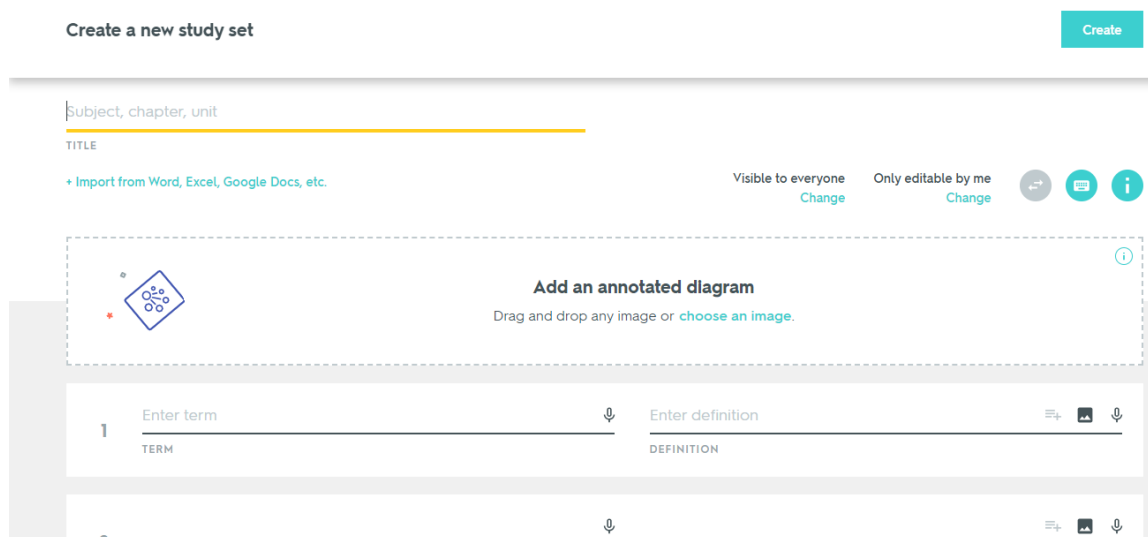 Create a new study set
Create
Subject, chapter, unit
TITLE
+ Import from Word, Excel, Google Docs, etc.
Visible to everyone
Change
Only editable by me
Change
Add an annotated diagram
Drag and drop any image or choose an image.
1
Enter term
TERM
Enter definition
DEFINITION